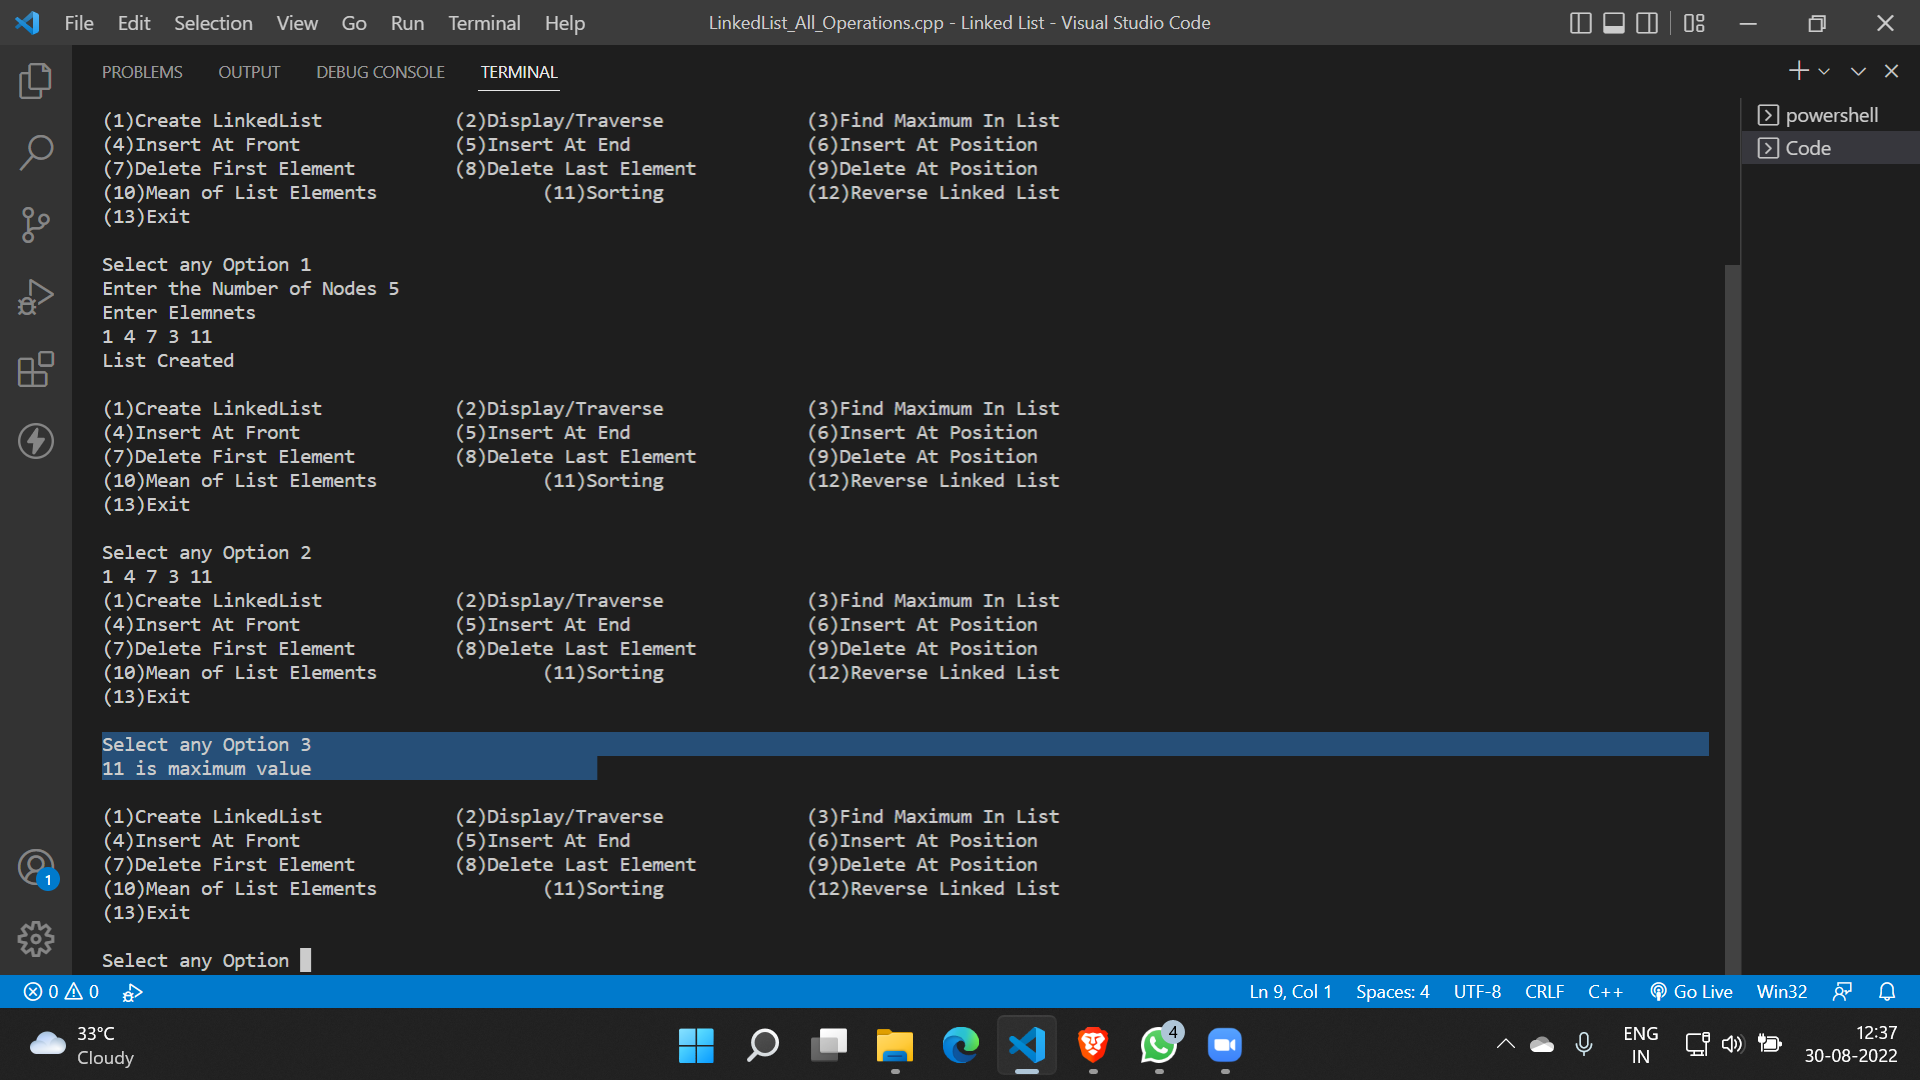 File Edit Selection View Go Run Terminal Help LinkedList_All_Operations.cpp - Linked List - Visual Studio Code
PROBLEMS OUTPUT DEBUG CONSOLE TERMINAL
powershell
Code
(1)Create LinkedList (2)Display/Traverse (3)Find Maximum In List
(4)Insert At Front (5)Insert At End (6)Insert At Position
(7)Delete First Element (8)Delete Last Element (9)Delete At Position
(10)Mean of List Elements (11)Sorting (12)Reverse Linked List
(13)Exit
Select any Option 1
Enter the Number of Nodes 5
Enter Elemnets
1 4 7 3 11
List Created
(1)Create LinkedList (2)Display/Traverse (3)Find Maximum In List
(4)Insert At Front (5)Insert At End (6)Insert At Position
(7)Delete First Element (8)Delete Last Element (9)Delete At Position
(10)Mean of List Elements (11)Sorting (12)Reverse Linked List
(13)Exit
Select any Option 2
1 4 7 3 11
(1)Create LinkedList (2)Display/Traverse (3)Find Maximum In List
(4)Insert At Front (5)Insert At End (6)Insert At Position
(7)Delete First Element (8)Delete Last Element (9)Delete At Position
(10)Mean of List Elements (11)Sorting (12)Reverse Linked List
(13)Exit
Select any Option 3
11 is maximum value
(1)Create LinkedList (2)Display/Traverse (3)Find Maximum In List
(4)Insert At Front (5)Insert At End (6)Insert At Position
(7)Delete First Element (8)Delete Last Element (9)Delete At Position
(10)Mean of List Elements (11)Sorting (12)Reverse Linked List
(13)Exit
Select any Option
1
0 0 Ln 9, Col 1 Spaces: 4 UTF-8 CRLF C++ Go Live Win32
33°C
Cloudy
4
ENG
IN
12:37
30-08-2022